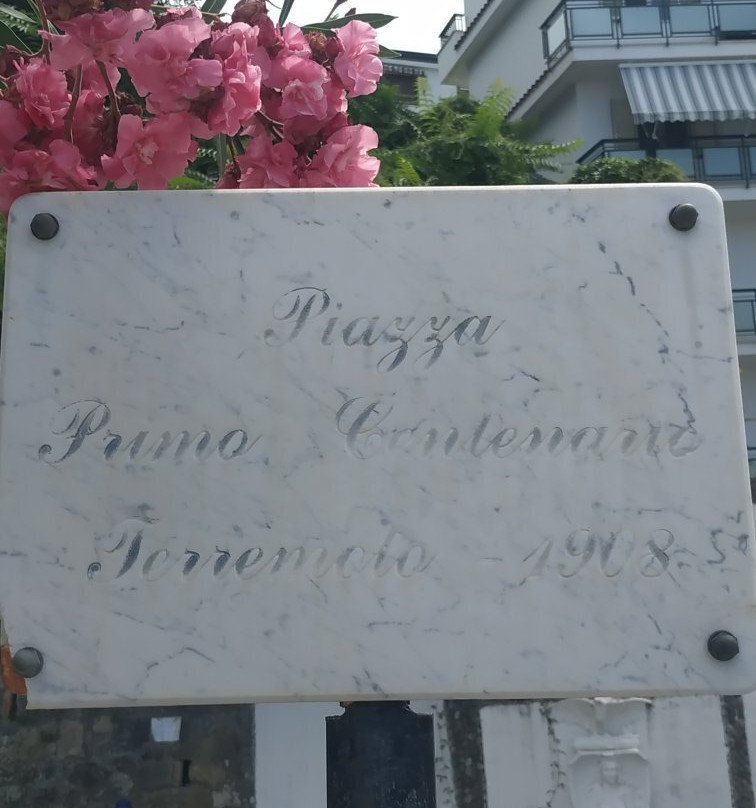 Piazza
Primo Centenario
Terremoto - 1908